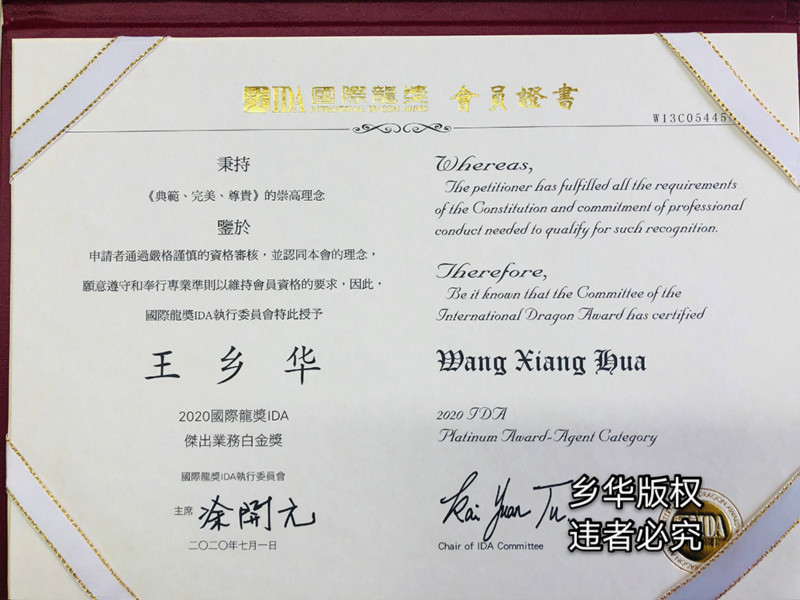 IDA 國際龍獎 會員證書
INTERNATIONAL DRAGON AWARD
秉持
《典範、完美、尊貴》的崇高理念
鑒於
申請者通過嚴格謹慎的資格審核，並認同本會的理念，
願意遵守和奉行專業準則以維持會員資格的要求，因此，
國際龍獎IDA執行委員會特此授予
王乡华
2020國際龍獎IDA
傑出業務白金獎
國際龍獎IDA執行委員會
主席 涂開元
二〇二〇年七月一日
Whereas,
The petitioner has fulfilled all the requirements
of the Constitution and commitment of professional
conduct needed to qualify for such recognition.
Therefore,
Be it known that the Committee of the
International Dragon Award has certified
Wang Xiang Hua
2020 IDA
Platinum Award-Agent Category
Kai Yuan Tu
Chair of IDA Committee
乡华版权
违者必究
IDA